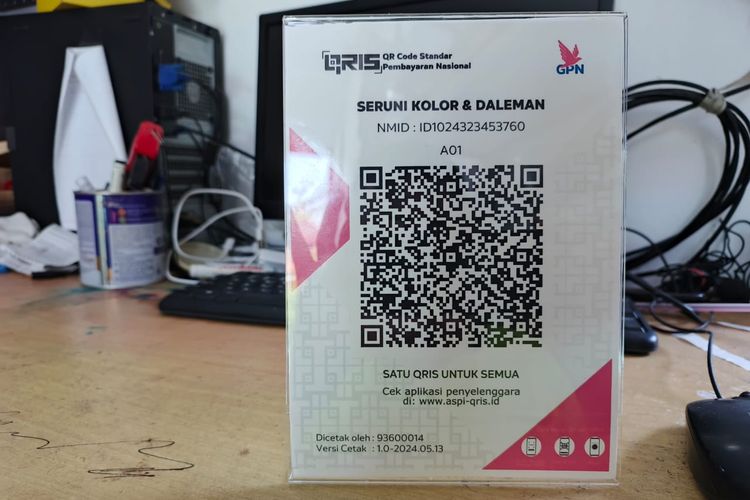 QRIS QR Code Standar
Pembayaran Nasional
GPN
SERUNI KOLOR & DALEMAN
NMID : ID1024323453760
A01
SATU QRIS UNTUK SEMUA
Cek aplikasi penyelenggara
di: www.aspi-qris.id
Dicetak oleh : 93600014
Versi Cetak : 1.0-2024.05.13